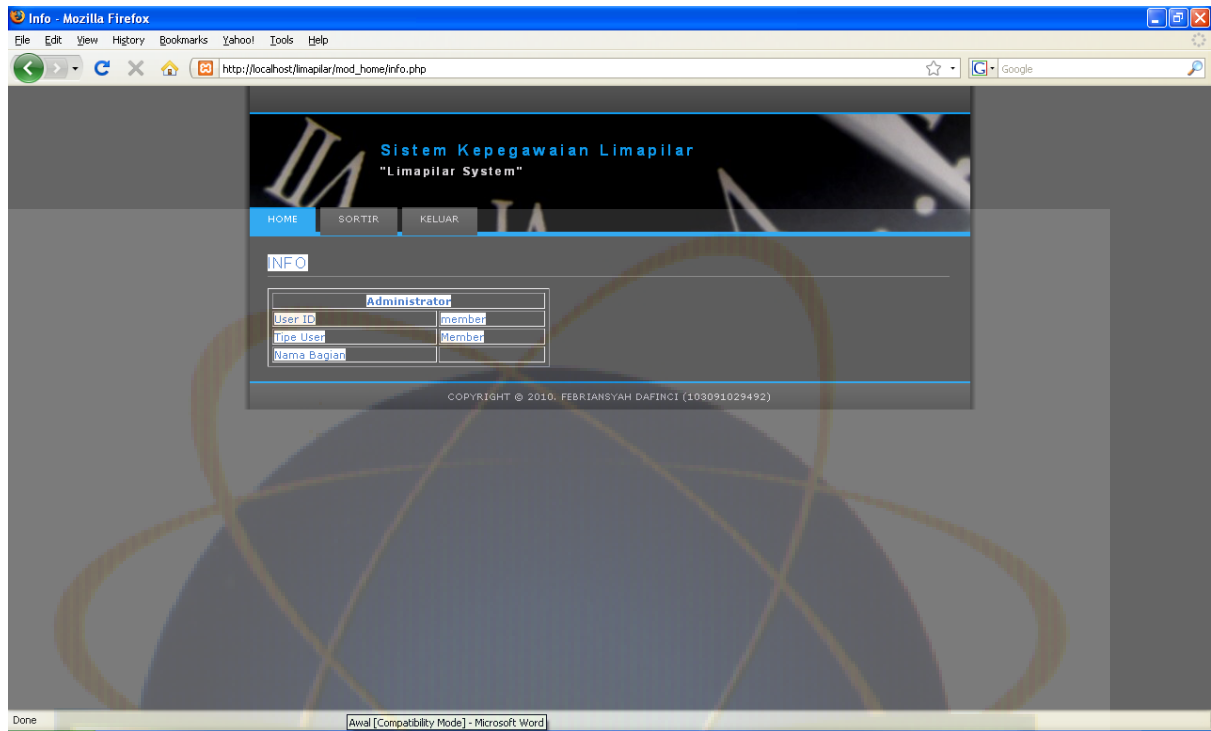 Info - Mozilla Firefox
File Edit View History Bookmarks Yahoo! Tools Help
http://localhost/limapilar/mod_home/info.php
Google
Sistem Kepegawaian Limapilar
"Limapilar System"
HOME SORTIR KELUAR
INFO
Administrator
User ID member
Tipe User Member
Nama Bagian
COPYRIGHT © 2010. FEBRIANSYAH DAFINCI (103091029492)
Done
Awal [Compatibility Mode] - Microsoft Word